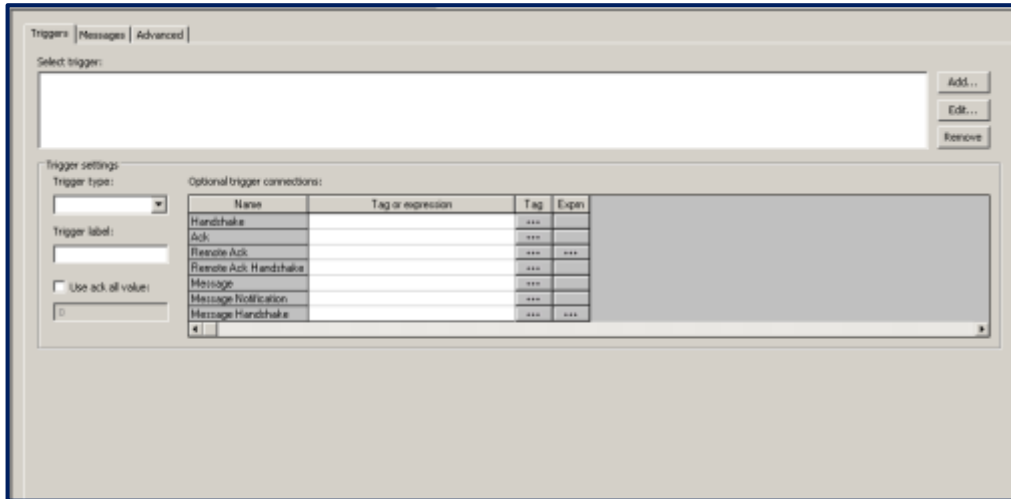 Triggers Messages Advanced
Select trigger:
Add...
Edit...
Remove
Trigger settings
Trigger type: Optional trigger connections:
Name Tag or expression Tag Exprn
Handshake ...
Trigger label: Ack ...
Remote Ack ... ...
Remote Ack Handshake ...
Use ack all value: Message ...
Message Notification ...
0 Message Handshake ... ...